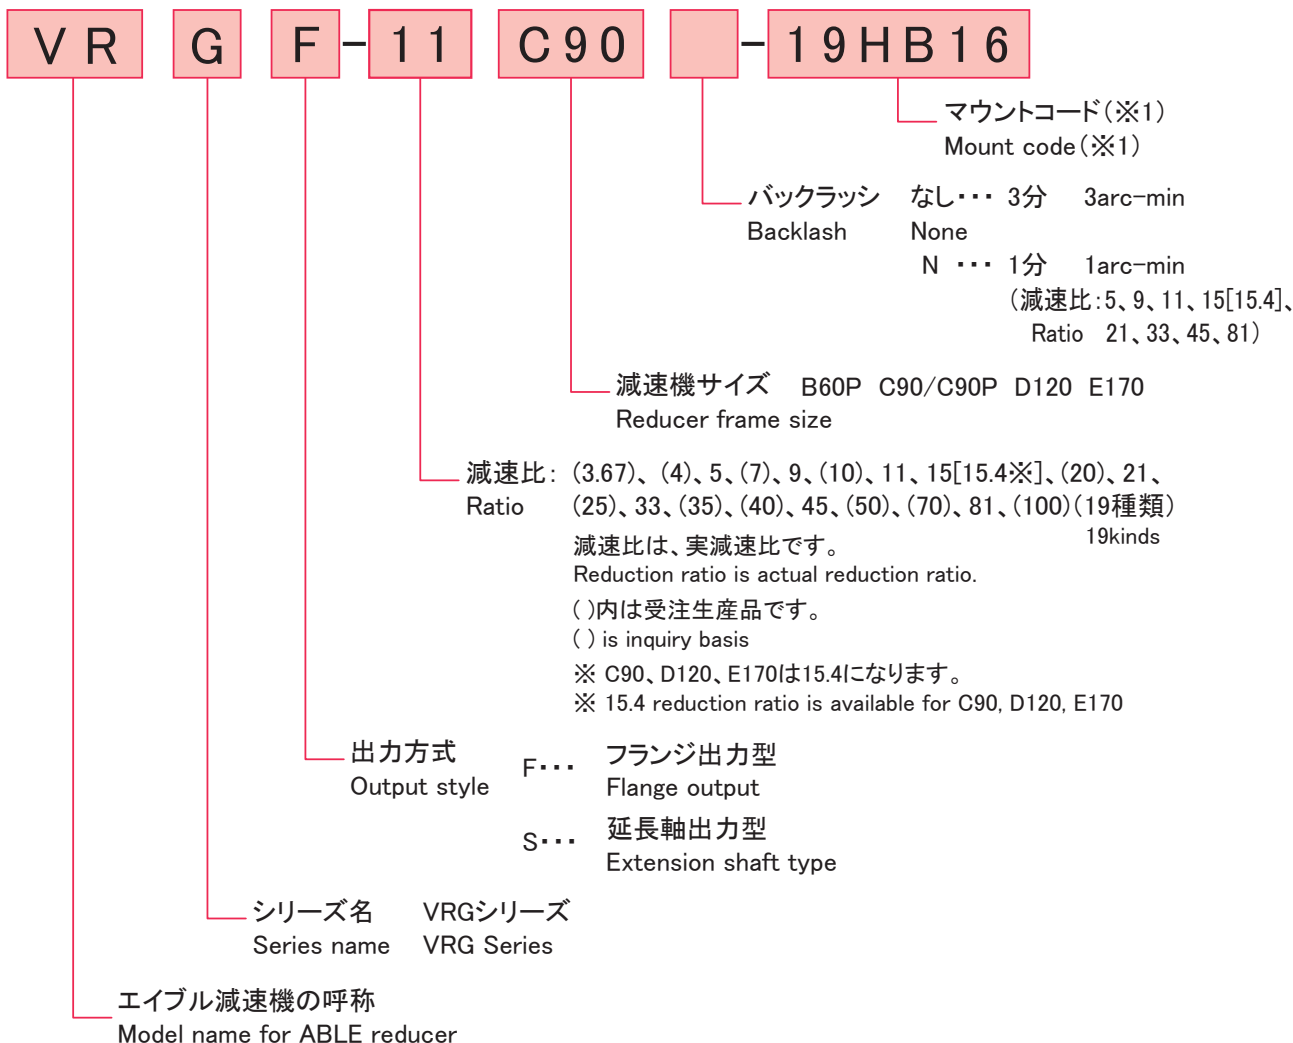 VR G F-11 C90 -19HB16
マウントコード(※1)
Mount code(※1)
バックラッシ なし・・・ 3分 3arc-min
Backlash None
N ・・・ 1分 1arc-min
(減速比:5、9、11、15[15.4]、
Ratio 21、33、45、81)
減速機サイズ B60P C90/C90P D120 E170
Reducer frame size
減速比: (3.67)、(4)、5、(7)、9、(10)、11、15[15.4※]、(20)、21、
Ratio (25)、33、(35)、(40)、45、(50)、(70)、81、(100)(19種類)
19kinds
減速比は、実減速比です。
Reduction ratio is actual reduction ratio.
( )内は受注生産品です。
( ) is inquiry basis
※ C90、D120、E170は15.4になります。
※ 15.4 reduction ratio is available for C90, D120, E170
出力方式 F・・・ フランジ出力型
Output style Flange output
S・・・ 延長軸出力型
Extension shaft type
シリーズ名 VRGシリーズ
Series name VRG Series
エイブル減速機の呼称
Model name for ABLE reducer